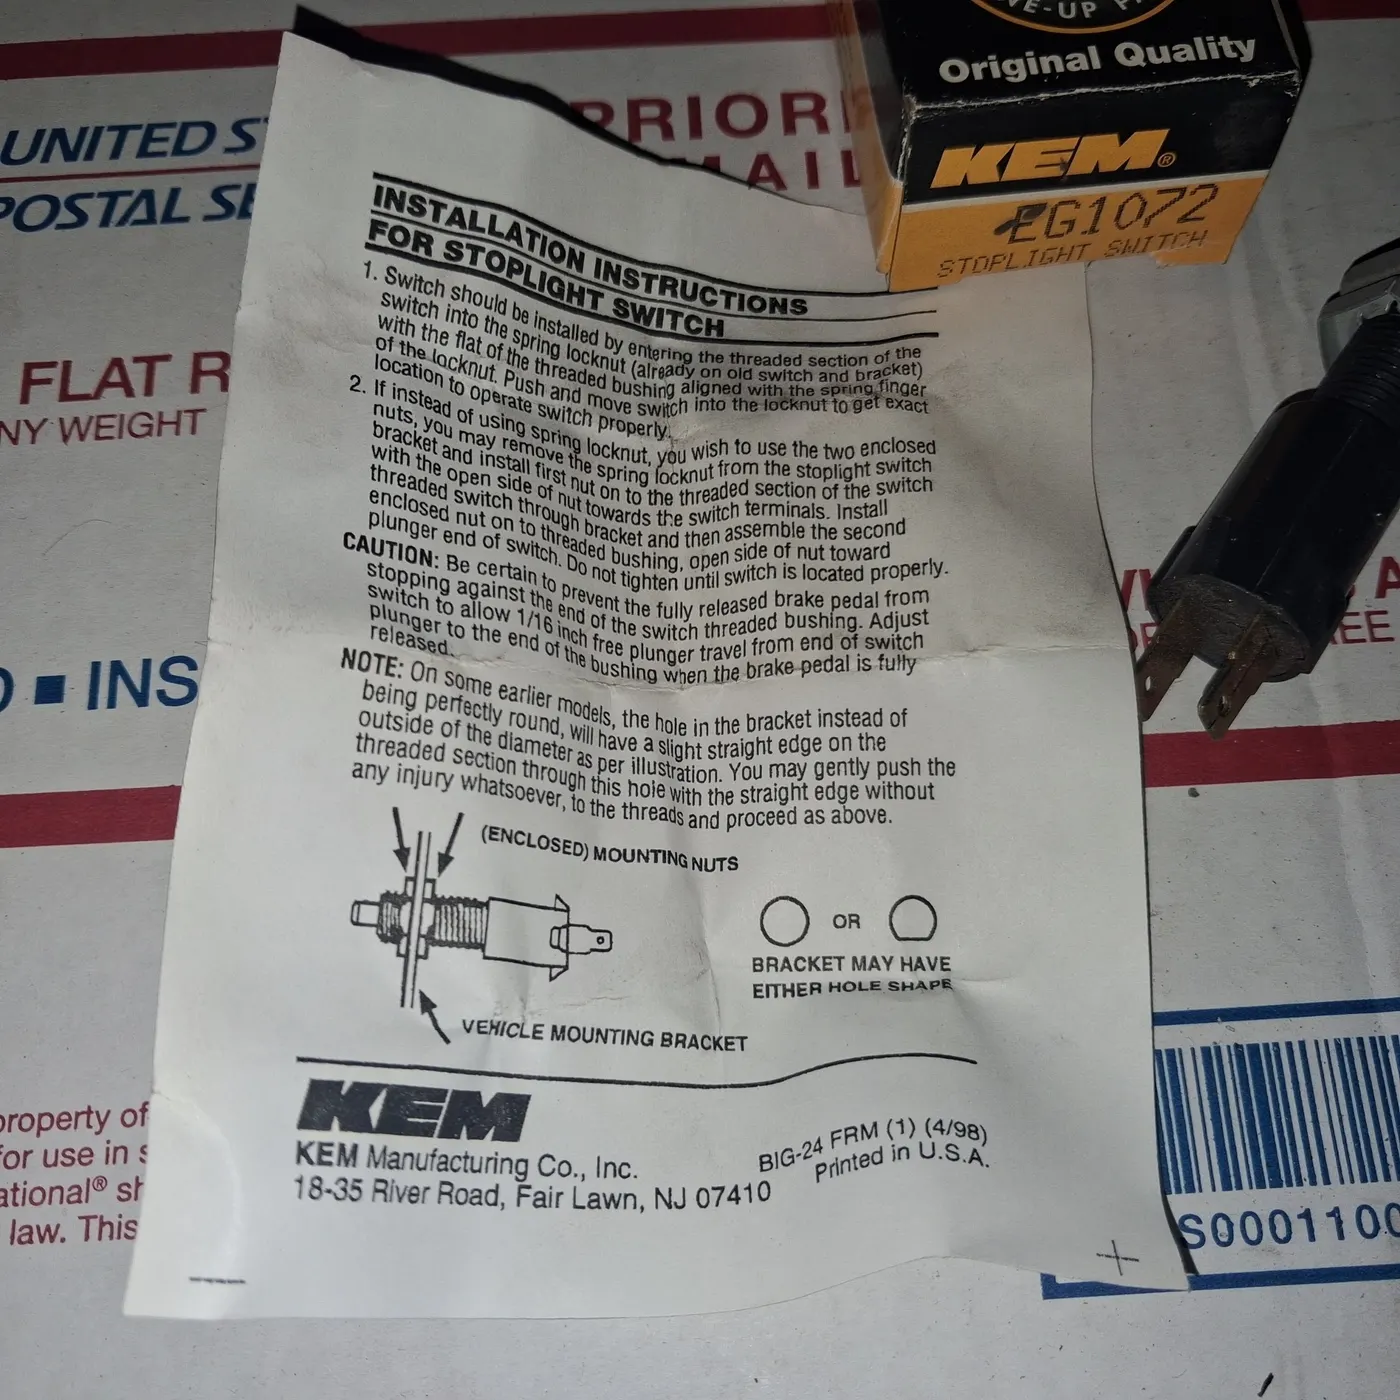 VE-UP
Original Quality
KEM®
EG1072
STOPLIGHT SWITCH
UNITED S
POSTAL SE
PRIORI
MAIL
FLAT R
NY WEIGHT
INS
property of
for use in s
ational® sh
law. This
INSTALLATION INSTRUCTIONS
FOR STOPLIGHT SWITCH
1. Switch should be installed by entering the threaded section of the
switch into the spring locknut (already on old switch and bracket)
with the flat of the threaded bushing aligned with the spring finger
of the locknut. Push and move switch into the locknut to get exact
location to operate switch properly.
2. If instead of using spring locknut, you wish to use the two enclosed
nuts, you may remove the spring locknut from the stoplight switch
bracket and install first nut on to the threaded section of the switch
with the open side of nut towards the switch terminals. Install
threaded switch through bracket and then assemble the second
enclosed nut on to threaded bushing, open side of nut toward
plunger end of switch. Do not tighten until switch is located properly.
CAUTION: Be certain to prevent the fully released brake pedal from
stopping against the end of the switch threaded bushing. Adjust
switch to allow 1/16 inch free plunger travel from end of switch
plunger to the end of the bushing when the brake pedal is fully
released.
NOTE: On some earlier models, the hole in the bracket instead of
being perfectly round, will have a slight straight edge on the
outside of the diameter as per illustration. You may gently push the
threaded section through this hole with the straight edge without
any injury whatsoever, to the threads and proceed as above.
(ENCLOSED) MOUNTING NUTS
OR
BRACKET MAY HAVE
EITHER HOLE SHAPE
VEHICLE MOUNTING BRACKET
KEM
KEM Manufacturing Co., Inc.
18-35 River Road, Fair Lawn, NJ 07410
BIG-24 FRM (1) (4/98)
Printed in U.S.A.
S0001100